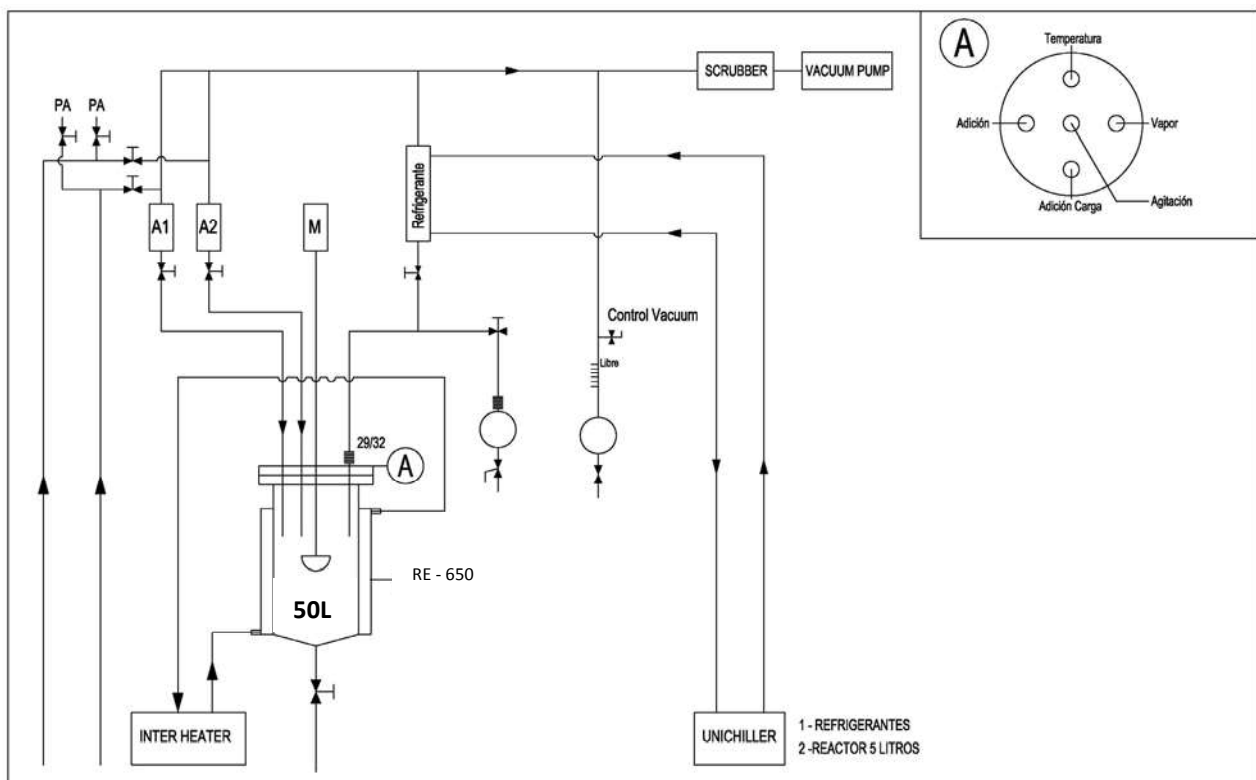 SCRUBBER
VACUUM PUMP
A
Temperatura
Adición
Vapor
Adición Carga
Agitación
PA
PA
A1
A2
M
Refrigerante
Control Vacuum
Libre
29/32
A
RE - 650
50L
INTER HEATER
UNICHILLER
1 - REFRIGERANTES
2 -REACTOR 5 LITROS